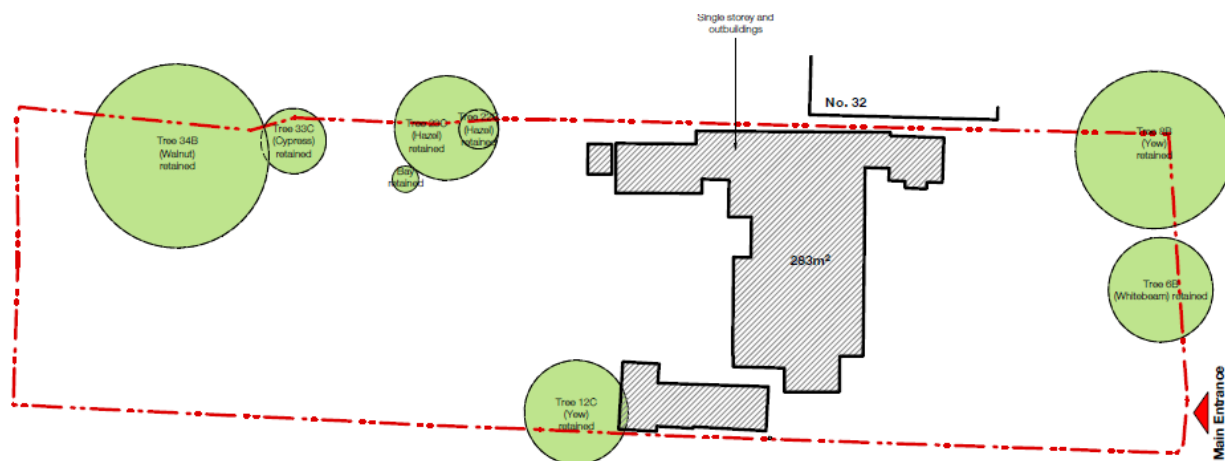 Single storey and
outbuildings
No. 32
Tree 34B
(Walnut)
retained
Tree 33C
(Cypress)
retained
(Hazel)
retained
(Hazel)
retained
Bay
retained
(Yew)
retained
283m²
Tree 6B
(Whitebeam) retained
Tree 12C
(Yew)
retained
Main Entrance